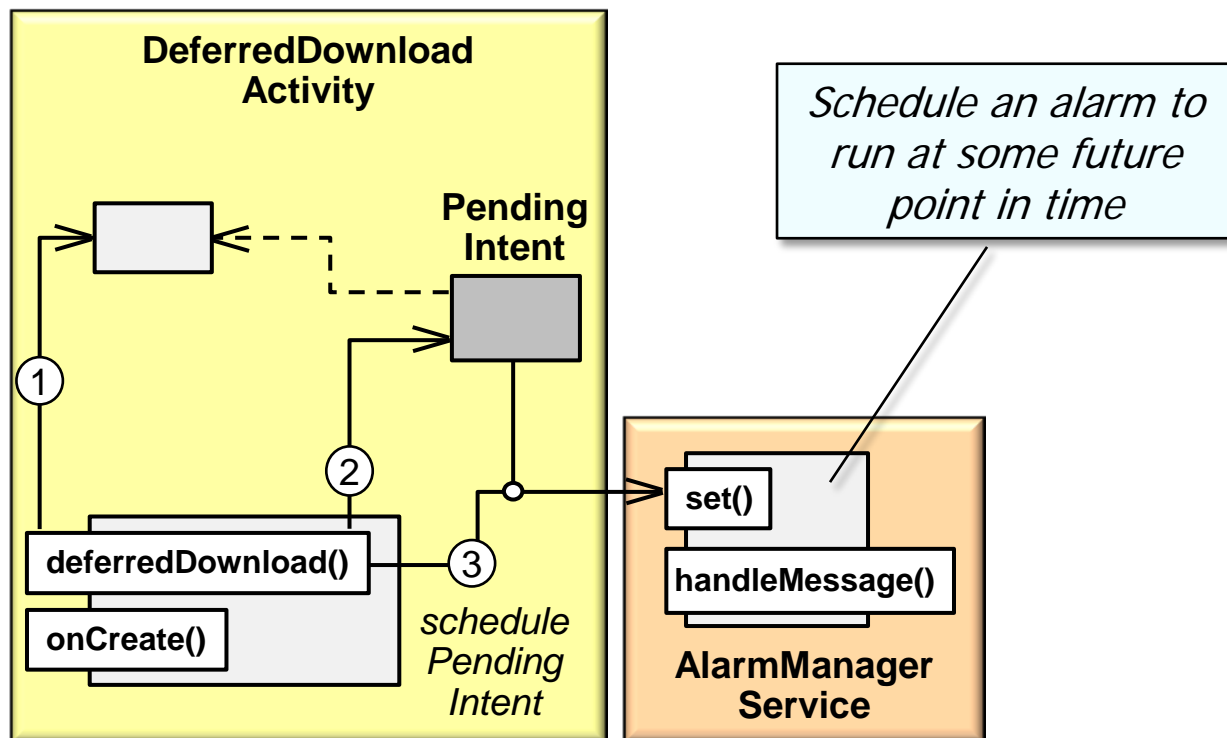 DeferredDownload
Activity
Schedule an alarm to
run at some future
point in time
Pending
Intent
1
2
set()
deferredDownload()
3
handleMessage()
onCreate()
schedule
Pending
Intent
AlarmManager
Service